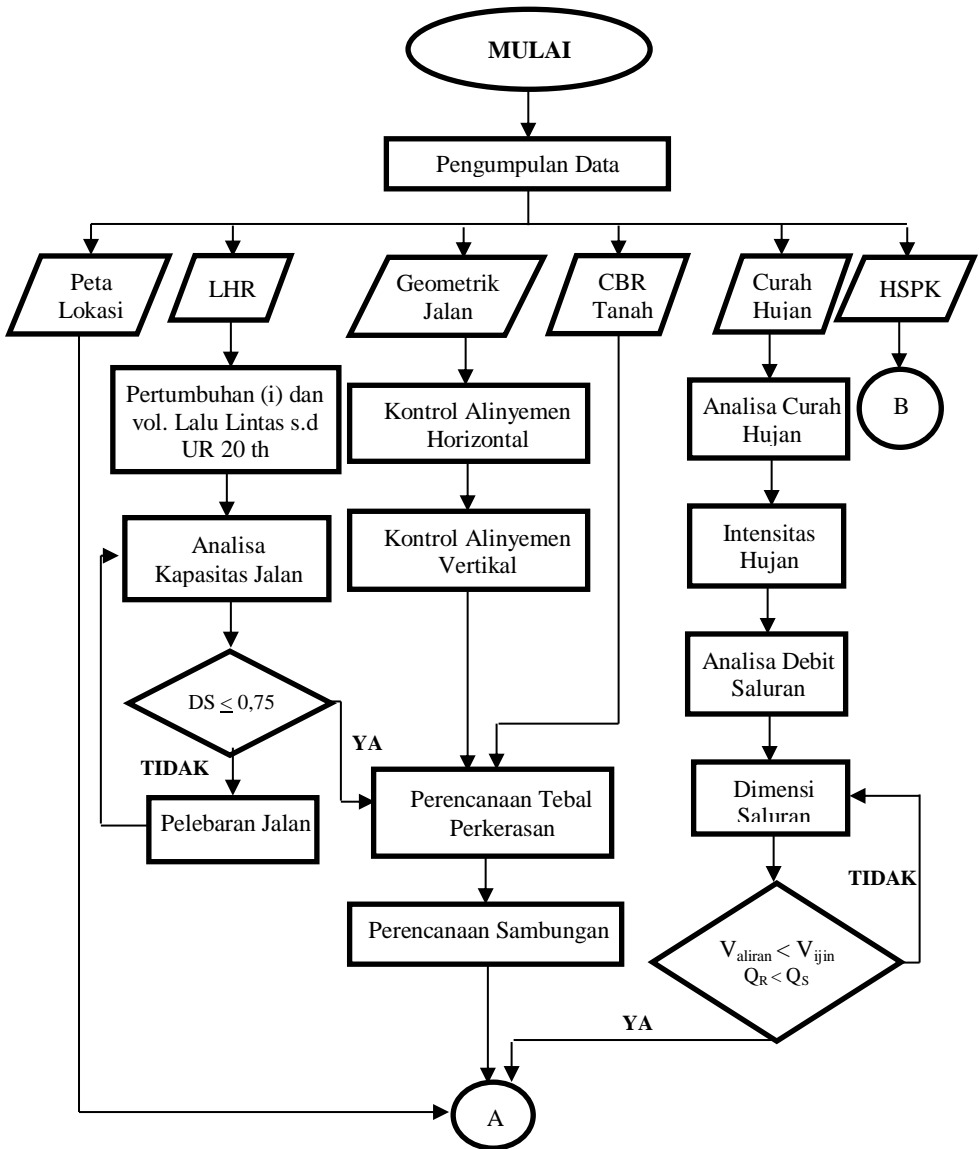 MULAI
Pengumpulan Data
Peta
Lokasi
LHR
Geometrik
Jalan
CBR
Tanah
Curah
Hujan
HSPK
Pertumbuhan (i) dan
vol. Lalu Lintas s.d
UR 20 th
Kontrol Alinyemen
Horizontal
Analisa Curah
Hujan
B
Analisa
Kapasitas Jalan
Kontrol Alinyemen
Vertikal
Intensitas
Hujan
Analisa Debit
Saluran
DS ≤ 0,75
YA
TIDAK
Pelebaran Jalan
Perencanaan Tebal
Perkerasan
Dimensi
Saluran
TIDAK
Perencanaan Sambungan
Valiran < Vijin
QR < QS
YA
A